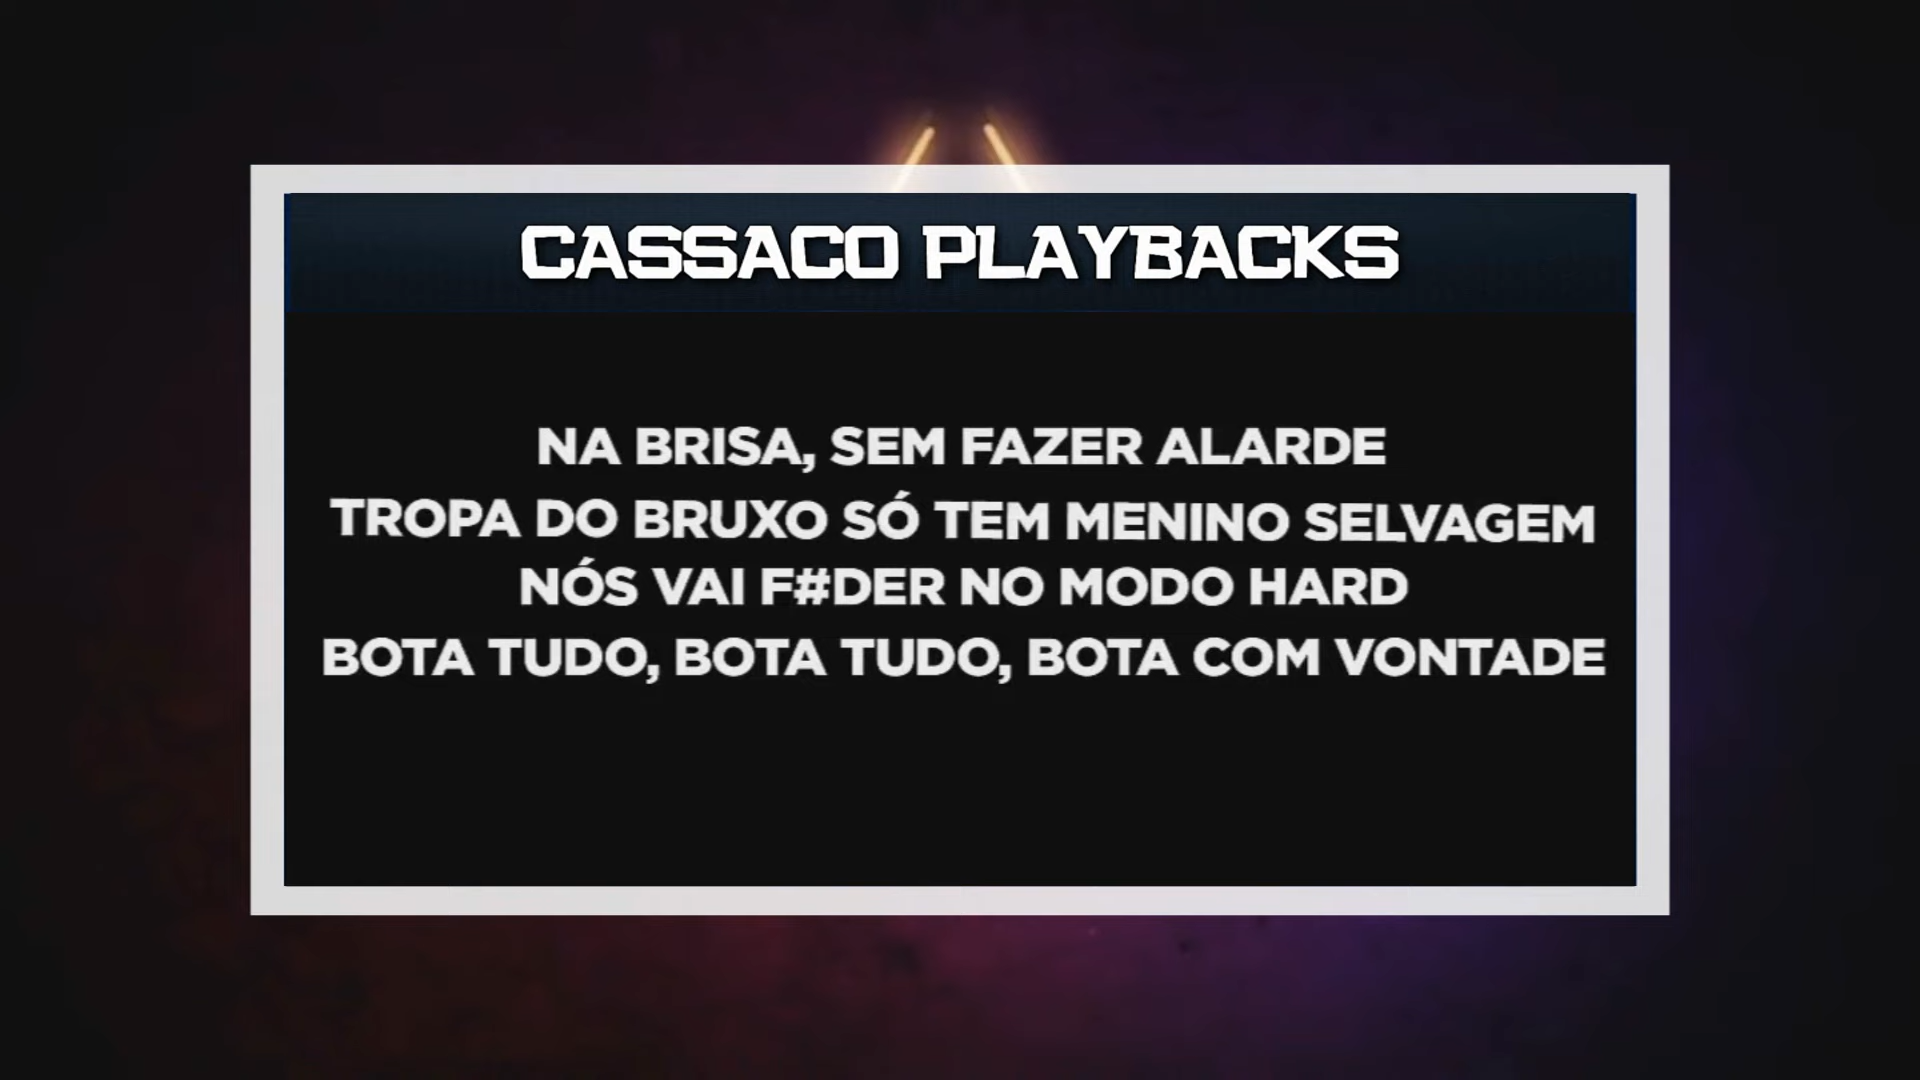 CASSACO PLAYBACKS
NA BRISA, SEM FAZER ALARDE
TROPA DO BRUXO SÓ TEM MENINO SELVAGEM
NÓS VAI F#DER NO MODO HARD
BOTA TUDO, BOTA TUDO, BOTA COM VONTADE